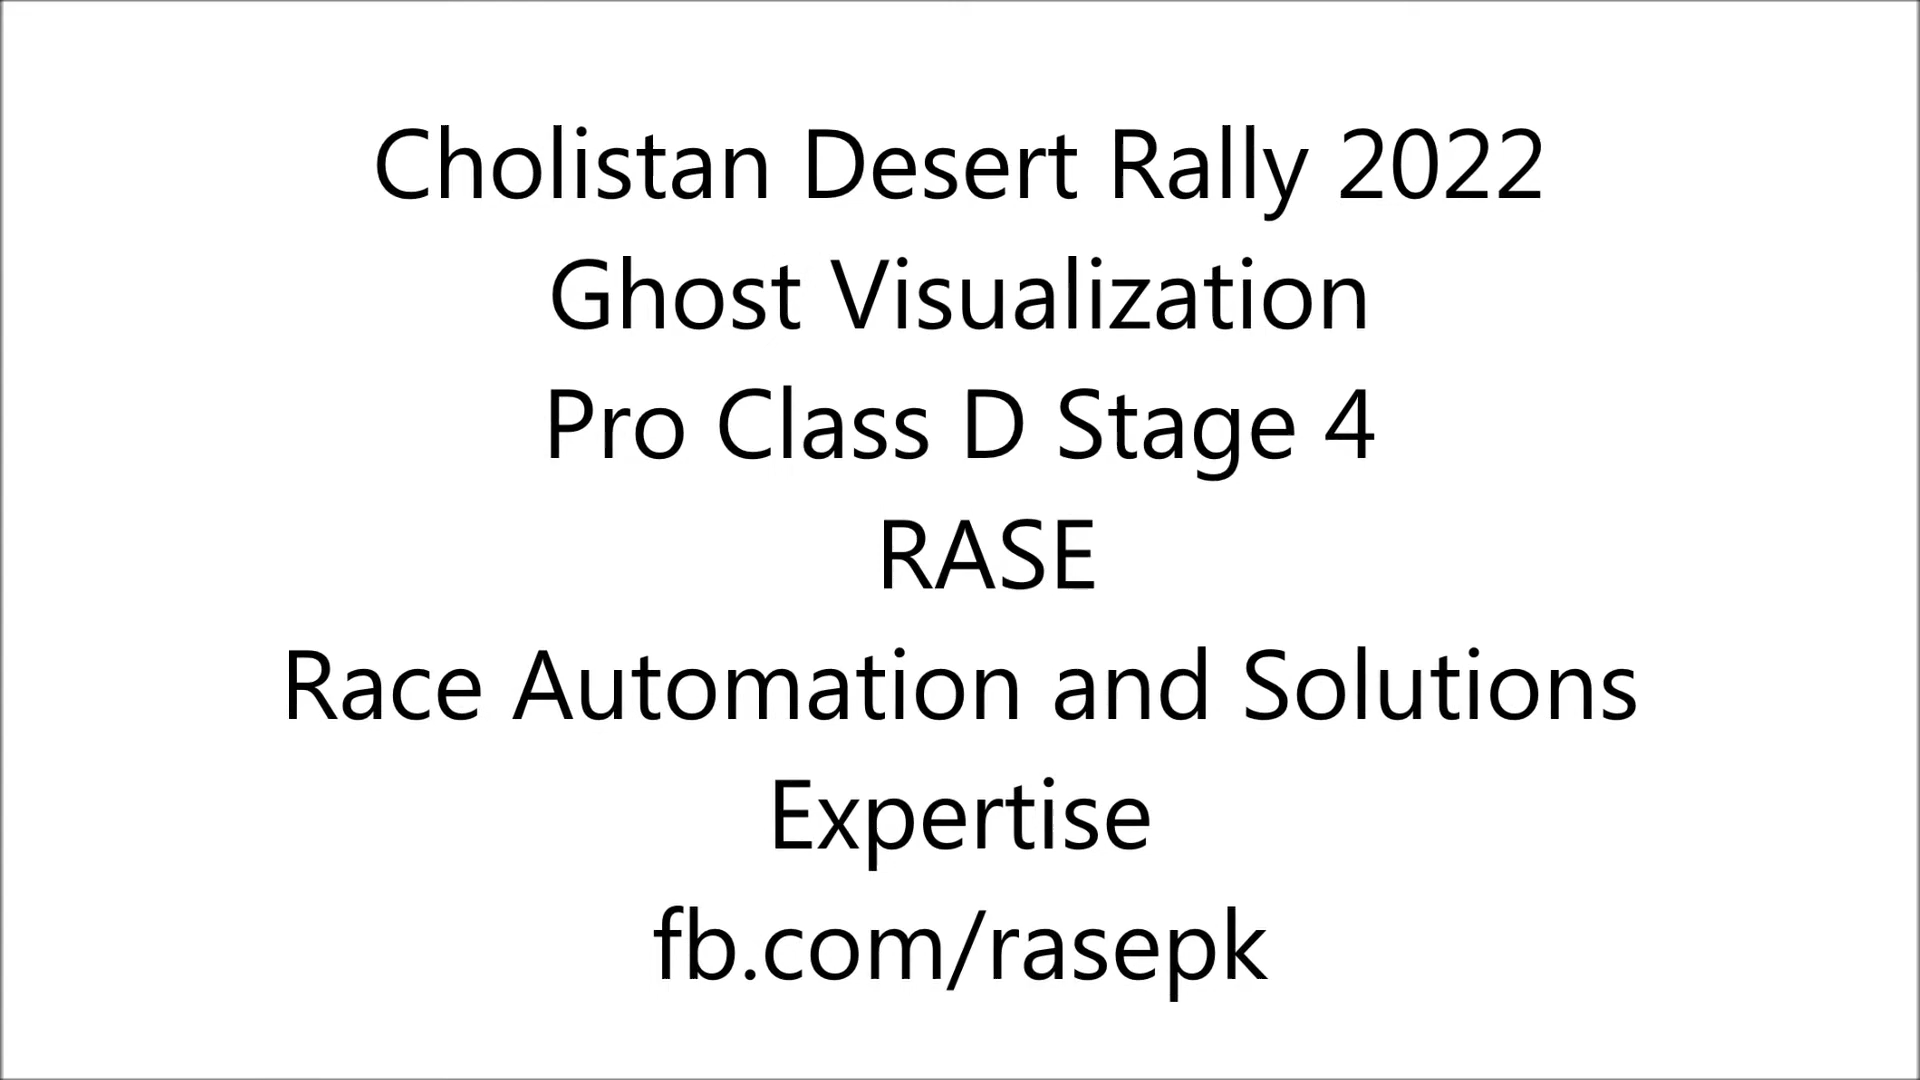 Cholistan Desert Rally 2022
Ghost Visualization
Pro Class D Stage 4
RASE
Race Automation and Solutions
Expertise
fb.com/rasepk